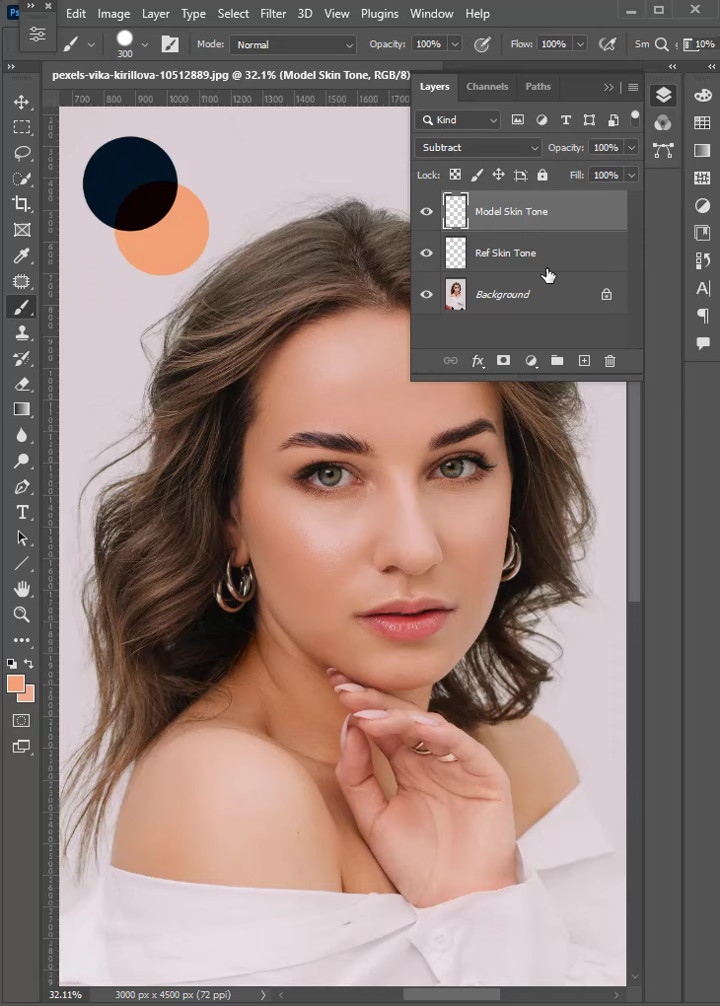 Ps
Edit Image Layer Type Select Filter 3D View Plugins Window Help
300
Mode: Normal Opacity: 100% Flow: 100% Sm 10%
pexels-vika-kirillova-10512889.jpg @ 32.1% (Model Skin Tone, RGB/8)
700 800 900 1000 1100 1200 1300 1400 1500 1600 1700
Layers Channels Paths
Kind
Subtract Opacity: 100%
Lock: Fill: 100%
Model Skin Tone
Ref Skin Tone
Background
fx
32.11% 3000 px x 4500 px (72 ppi)